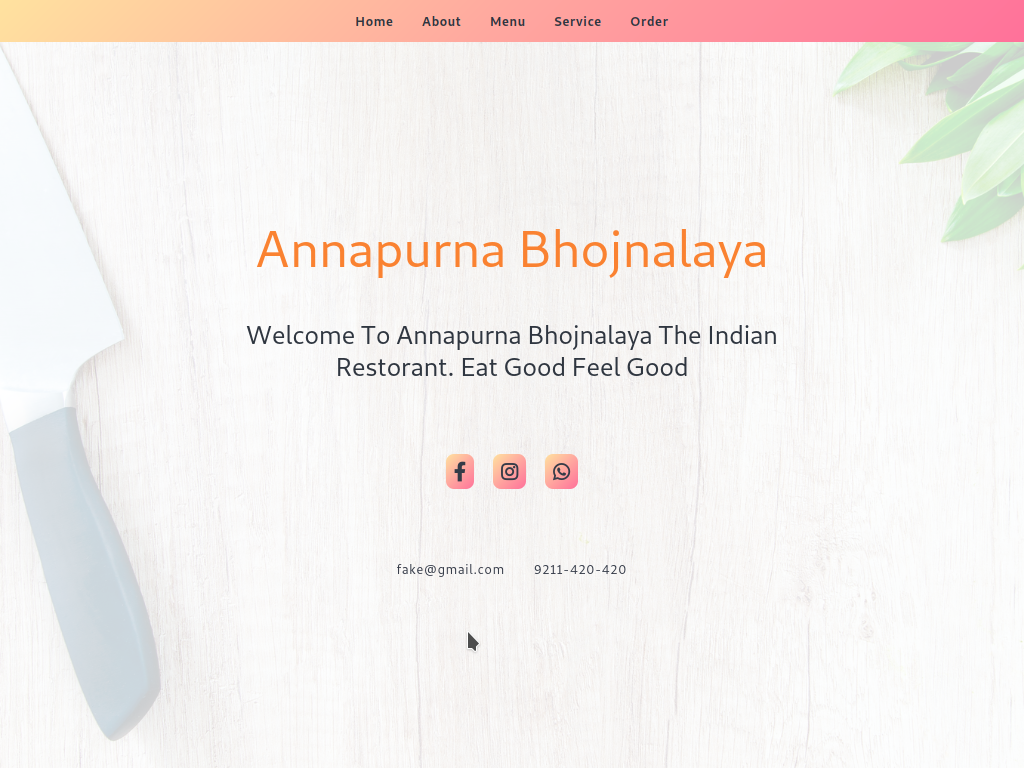 Home About Menu Service Order
Annapurna Bhojnalaya
Welcome To Annapurna Bhojnalaya The Indian
Restorant. Eat Good Feel Good
fake@gmail.com 9211-420-420